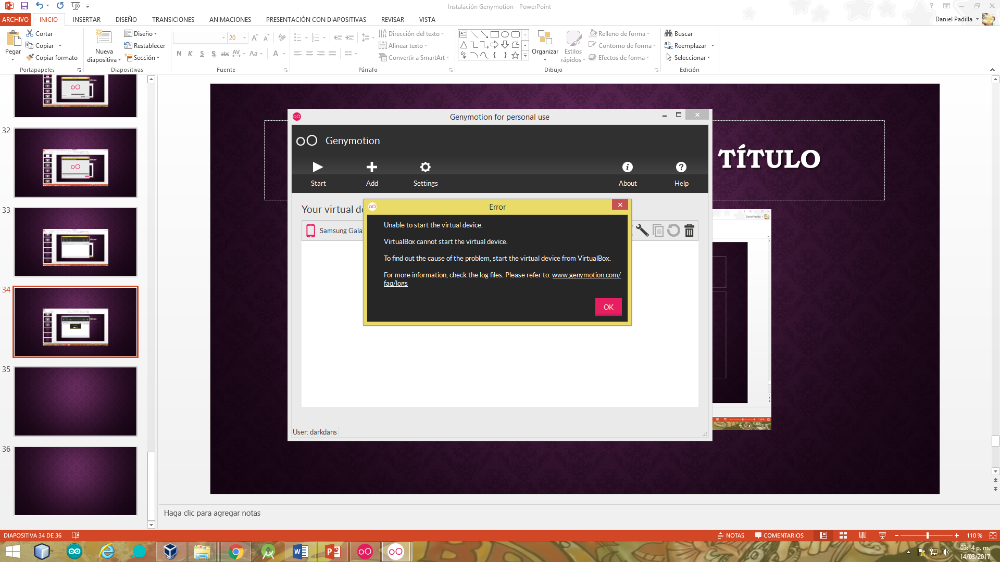 Instalación Genymotion - PowerPoint
ARCHIVO INICIO INSERTAR DISEÑO TRANSICIONES ANIMACIONES PRESENTACIÓN CON DIAPOSITIVAS REVISAR VISTA
Daniel Padilla
Pegar
Cortar
Copiar
Copiar formato
Portapapeles
Nueva
diapositiva
Diseño
Restablecer
Sección
Diapositivas
20
N K S S abc AV Aa A
Fuente
Dirección del texto
Alinear texto
Convertir a SmartArt
Párrafo
Organizar
Estilos
rápidos
Relleno de forma
Contorno de forma
Efectos de forma
Dibujo
Buscar
Reemplazar
Seleccionar
Edición
32
33
34
35
36
TÍTULO
Genymotion for personal use
Genymotion
Start
Add
Settings
About
Help
Your virtual de
Samsung Gala
Error
Unable to start the virtual device.
VirtualBox cannot start the virtual device.
To find out the cause of the problem, start the virtual device from VirtualBox.
For more information, check the log files. Please refer to: www.genymotion.com/
faq/logs
OK
User: darkdans
Daniel Padilla
Haga clic para agregar notas
DIAPOSITIVA 34 DE 36
NOTAS
COMENTARIOS
110 %
03:14 p. m.
14/03/2017